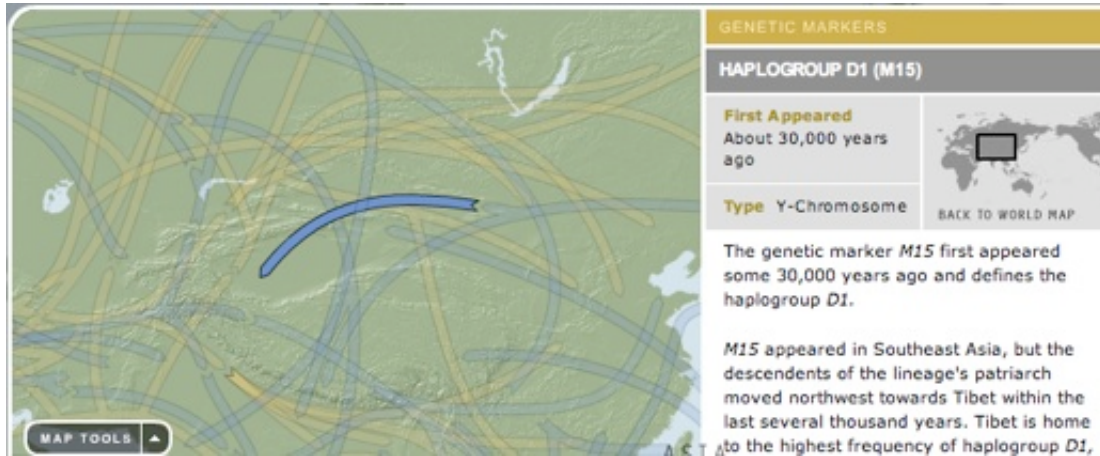 GENETIC MARKERS
HAPLOGROUP D1 (M15)
First Appeared
About 30,000 years
ago
Type Y-Chromosome
BACK TO WORLD MAP
The genetic marker M15 first appeared
some 30,000 years ago and defines the
haplogroup D1.
M15 appeared in Southeast Asia, but the
descendents of the lineage's patriarch
moved northwest towards Tibet within the
last several thousand years. Tibet is home
to the highest frequency of haplogroup D1,
MAP TOOLS
ASIA